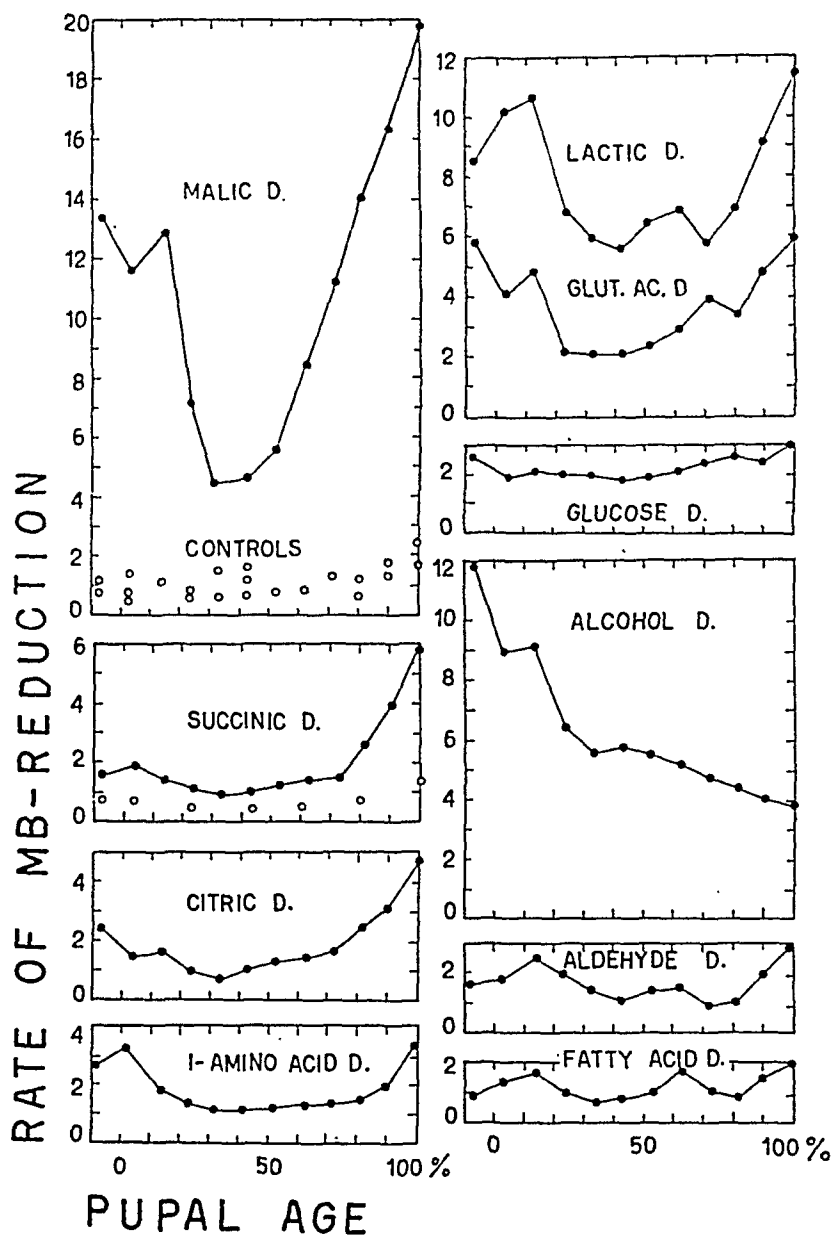 RATE OF MB-REDUCTION
20
18
16
14
12
10
8
6
4
2
0
MALIC D.
CONTROLS
6
4
2
0
SUCCINIC D.
4
2
0
CITRIC D.
4
2
0
l-AMINO ACID D.
0 50 100 %
12
10
8
6
4
2
0
LACTIC D.
GLUT. AC. D
2
0
GLUCOSE D.
12
10
8
6
4
2
0
ALCOHOL D.
2
0
ALDEHYDE D.
2
0
FATTY ACID D.
0 50 100 %
PUPAL AGE